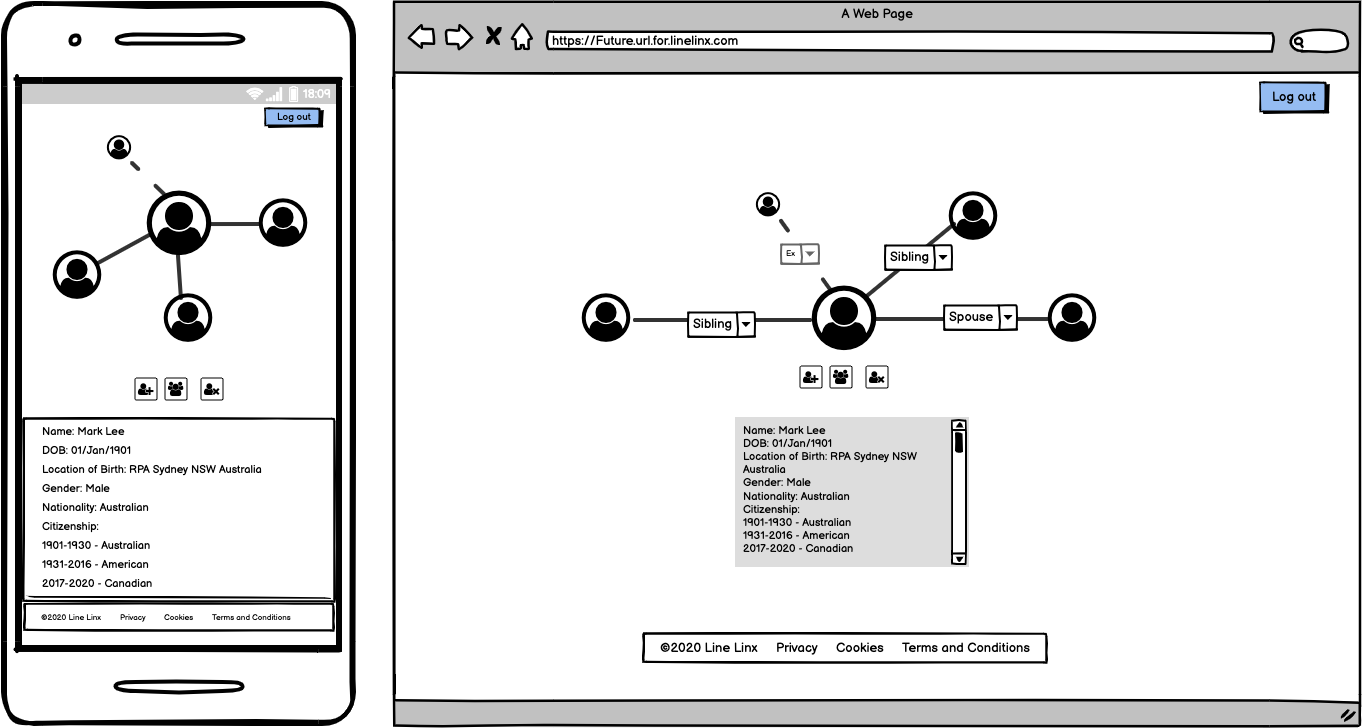 18:09
Log out
Name: Mark Lee
DOB: 01/Jan/1901
Location of Birth: RPA Sydney NSW Australia
Gender: Male
Nationality: Australian
Citizenship:
1901-1930 - Australian
1931-2016 - American
2017-2020 - Canadian
©2020 Line Linx Privacy Cookies Terms and Conditions
A Web Page
https://Future.url.for.linelinx.com
Log out
Ex
Sibling
Sibling
Spouse
Name: Mark Lee
DOB: 01/Jan/1901
Location of Birth: RPA Sydney NSW
Australia
Gender: Male
Nationality: Australian
Citizenship:
1901-1930 - Australian
1931-2016 - American
2017-2020 - Canadian
©2020 Line Linx Privacy Cookies Terms and Conditions